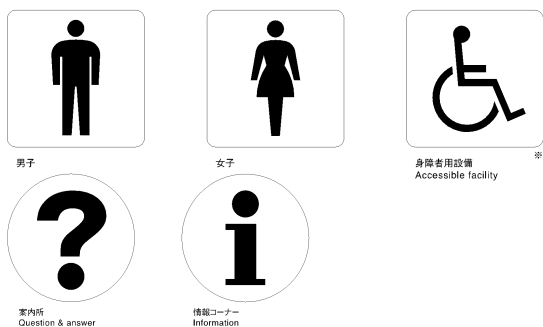 男子
女子
身障者用設備
※
Accessible facility
案内所
Question & answer
情報コーナー
Information